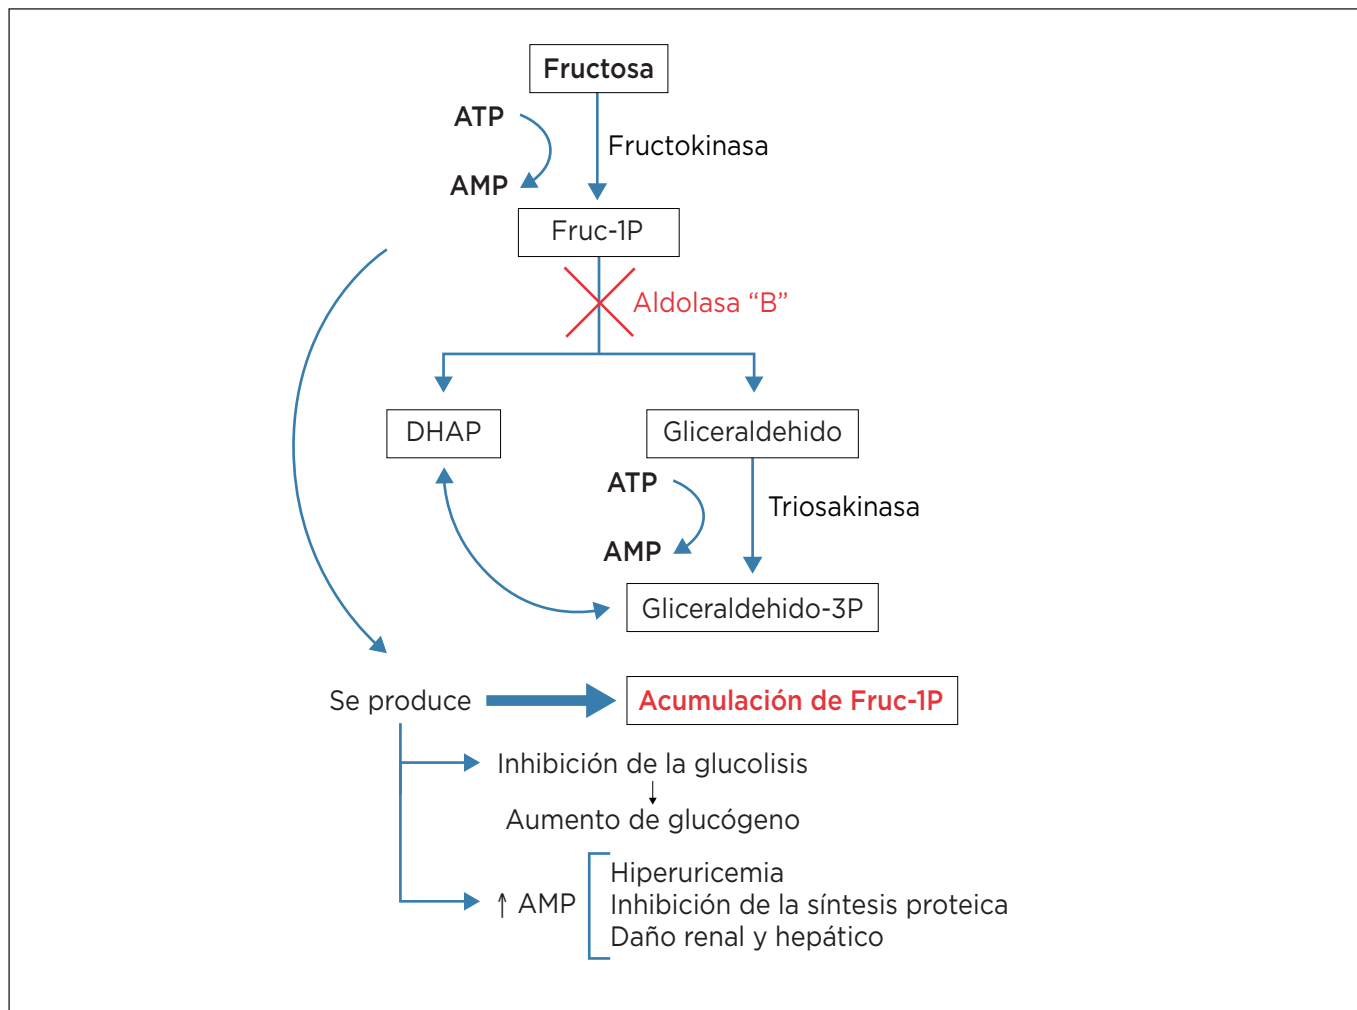 Fructosa
ATP
Fructokinasa
AMP
Fruc-1P
Aldolasa “B”
DHAP
Gliceraldehido
ATP
Triosakinasa
AMP
Gliceraldehido-3P
Se produce
Acumulación de Fruc-1P
Inhibición de la glucolisis
Aumento de glucógeno
↑ AMP
Hiperuricemia
Inhibición de la síntesis proteica
Daño renal y hepático